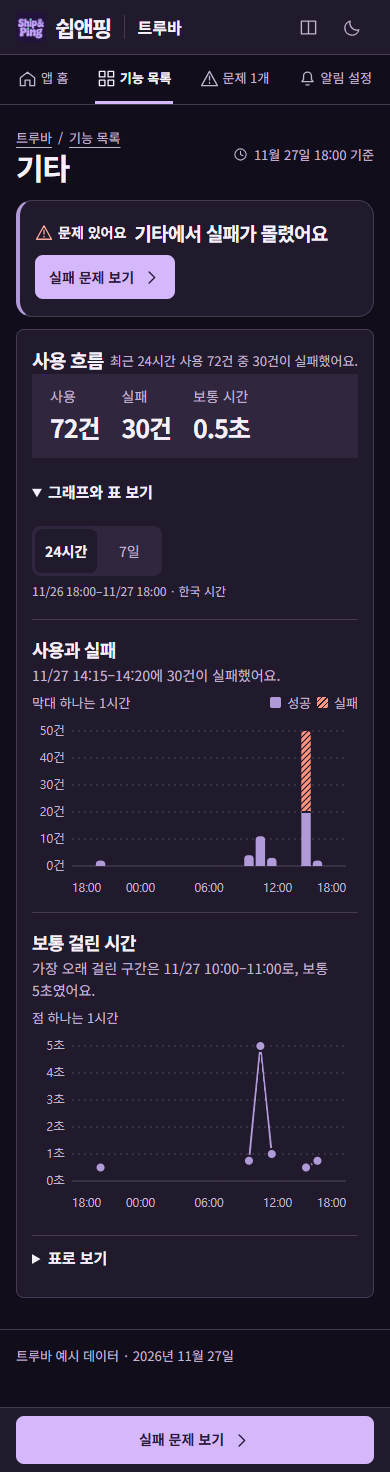 Ship& Ping 쉽앤핑 트루바
앱 홈 기능 목록 문제 1개 알림 설정
트루바 / 기능 목록
기타
11월 27일 18:00 기준
문제 있어요 기타에서 실패가 몰렸어요
실패 문제 보기
사용 흐름 최근 24시간 사용 72건 중 30건이 실패했어요.
사용 실패 보통 시간
72건 30건 0.5초
그래프와 표 보기
24시간 7일
11/26 18:00–11/27 18:00 · 한국 시간
사용과 실패
11/27 14:15–14:20에 30건이 실패했어요.
막대 하나는 1시간 성공 실패
50건
40건
30건
20건
10건
0건
18:00 00:00 06:00 12:00 18:00
보통 걸린 시간
가장 오래 걸린 구간은 11/27 10:00–11:00로, 보통
5초였어요.
점 하나는 1시간
5초
4초
3초
2초
1초
0초
18:00 00:00 06:00 12:00 18:00
표로 보기
트루바 예시 데이터 · 2026년 11월 27일
실패 문제 보기